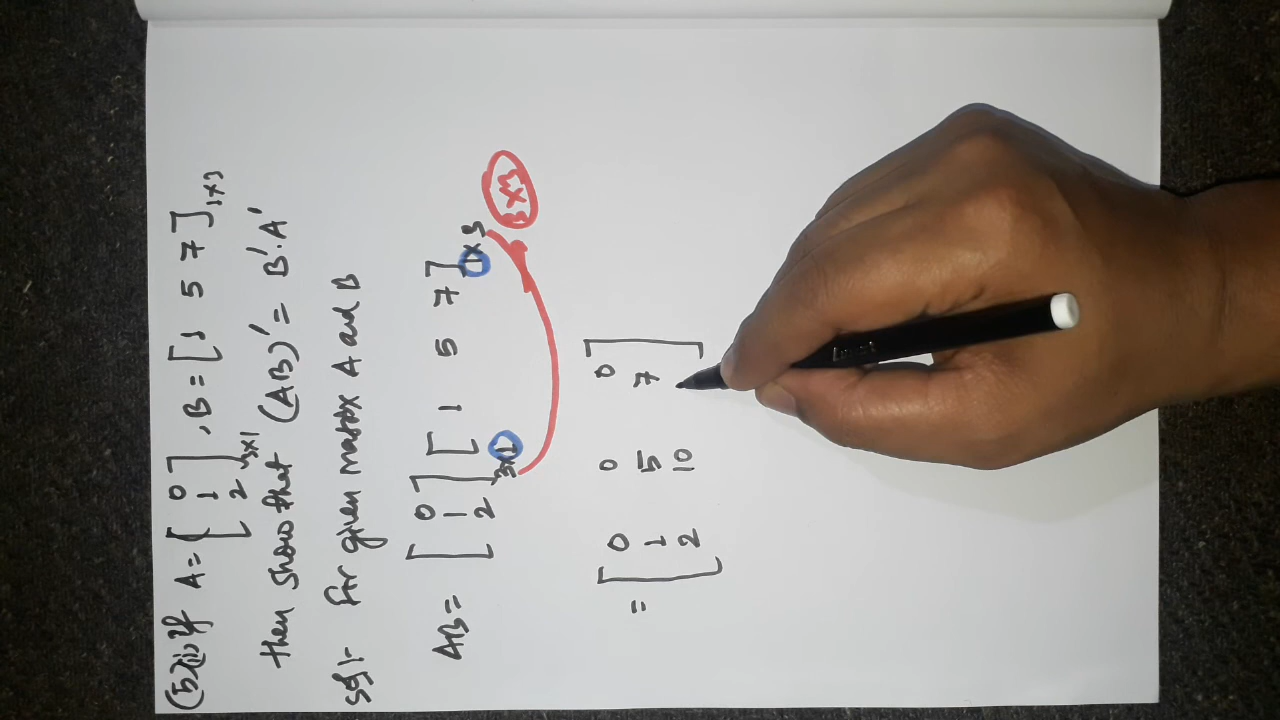 (5)(ii) If A = [0 1 2]3×1, B = [1 5 7]1×3
then show that (AB)' = B'.A'
Sol:- For given matrix A and B
AB = [0 1 2]3×1 [1 5 7]1×3 3×3
= [0 0 0
1 5 7
2 10 ]